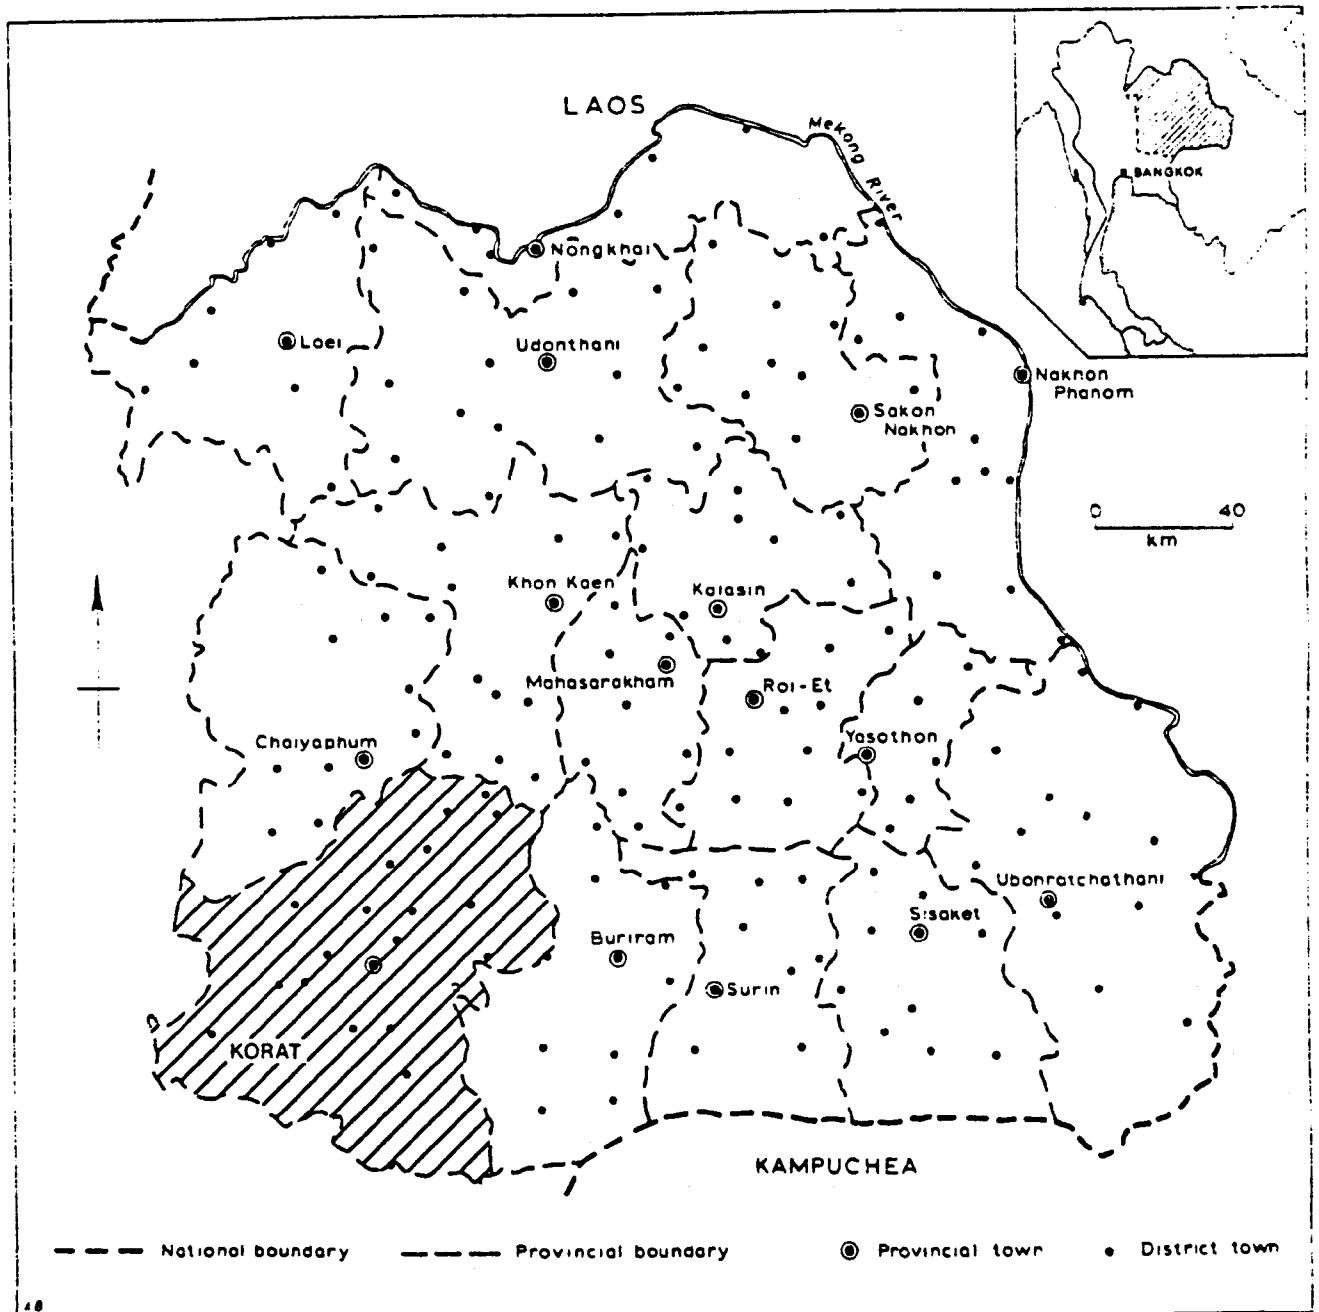 LAOS
Mekong River
BANGKOK
Nongkhai
Loei
Udonthani
Nakhon
Phanom
Sakon
Nakhon
0 40
km
Khon Kaen
Kalasin
Mahasarakham
Roi-Et
Chaiyaphum
Yasothon
Ubonratchathani
Sisaket
Buriram
Surin
KORAT
KAMPUCHEA
National boundary Provincial boundary Provincial town District town